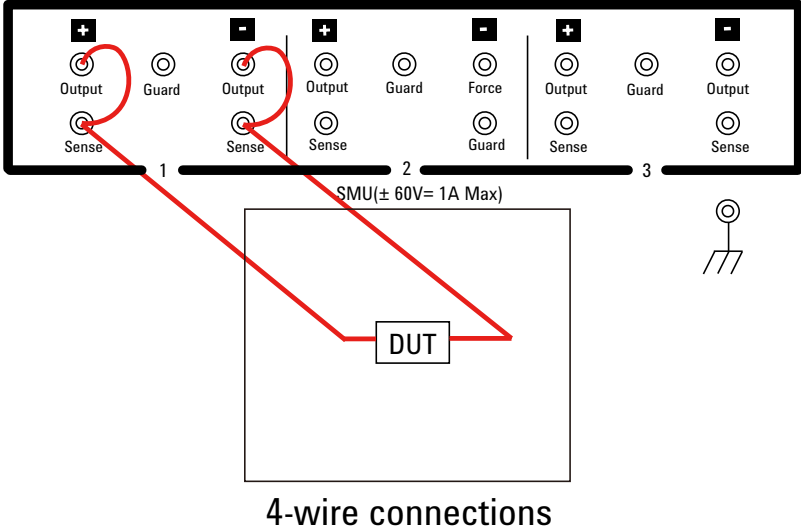 + - + - + -
Output Guard Output Output Guard Force Output Guard Output
Sense Sense Sense Guard Sense Sense
1 2 3
SMU(± 60V= 1A Max)
DUT
4-wire connections